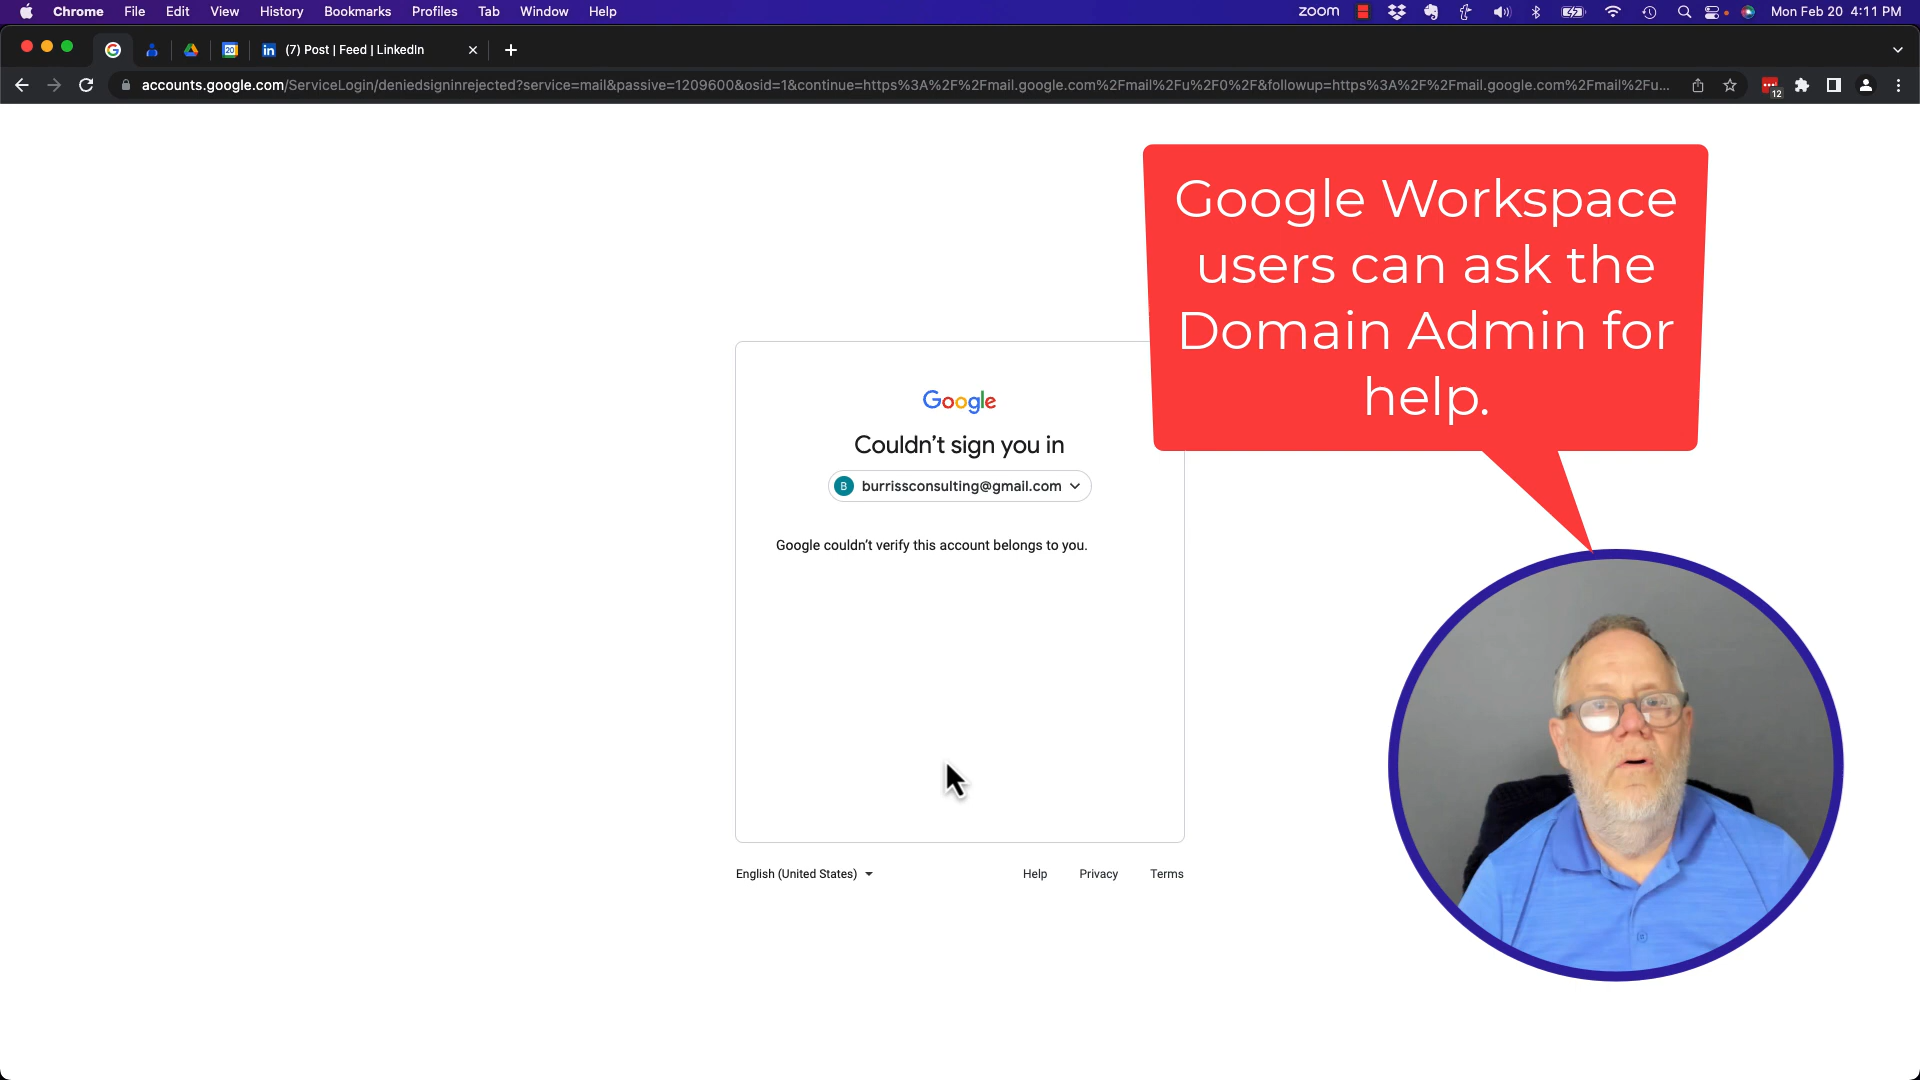 Chrome File Edit View History Bookmarks Profiles Tab Window Help zoom Mon Feb 20 4:11 PM
20 in (7) Post | Feed | LinkedIn
accounts.google.com/ServiceLogin/deniedsigninrejected?service=mail&passive=1209600&osid=1&continue=https%3A%2F%2Fmail.google.com%2Fmail%2Fu%2F0%2F&followup=https%3A%2F%2Fmail.google.com%2Fmail%2Fu... 12
Google Workspace
users can ask the
Domain Admin for
help.
Google
Couldn't sign you in
B burrissconsulting@gmail.com
Google couldn't verify this account belongs to you.
English (United States) Help Privacy Terms